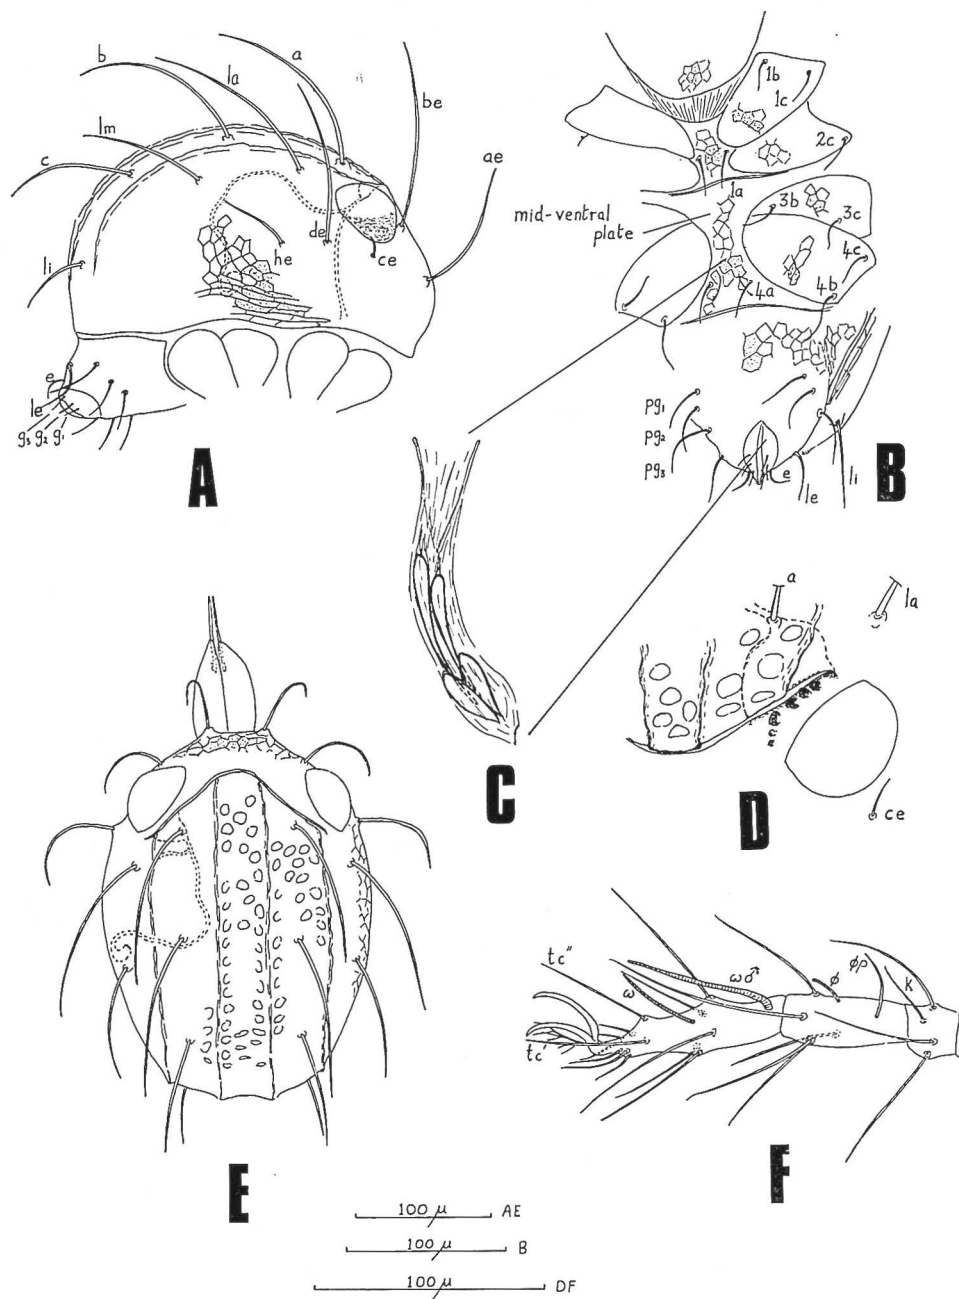 b
la
a
be
lm
c
ae
li
he
de
ce
e
le
g3 g2 g1
A
1b
1c
2c
1a
mid-ventral
plate
3b
3c
4c
4b
4a
pg1
pg2
pg3
e
le
li
B
C
a
la
ce
D
E
tc"
ω
ω♂
ϕ
ϕp
k
tc'
F
100 μ AE
100 μ B
100 μ DF